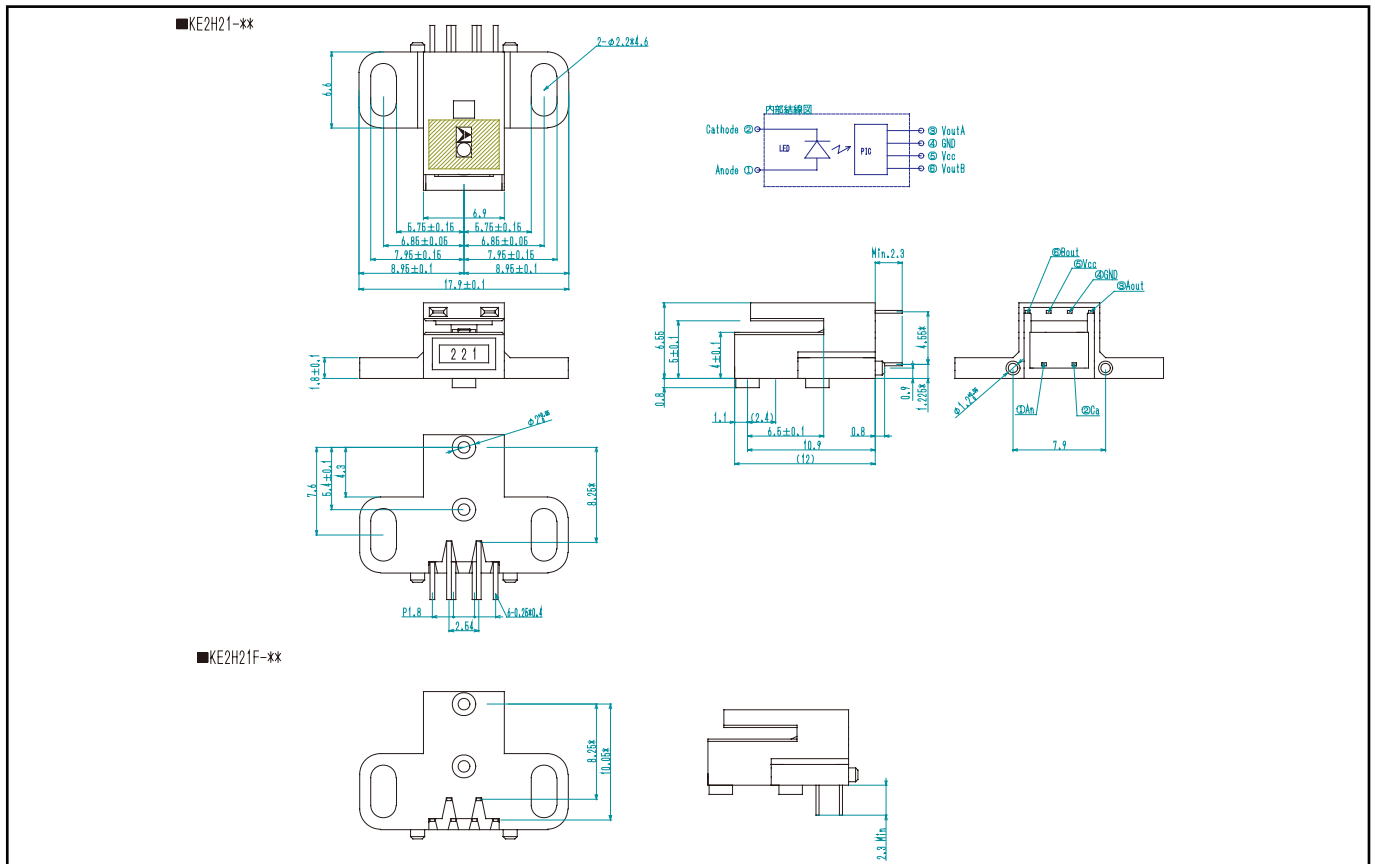 ■KE2H21-**
2-φ2.2*4.6
6.6
6.9
5.75±0.15 5.75±0.15
6.85±0.05 6.85±0.05
7.95±0.15 7.95±0.15
8.95±0.1 8.95±0.1
17.9±0.1
内部結線図
Cathode ②
Anode ①
LED
PIC
③ VoutA
④ GND
⑤ Vcc
⑥ VoutB
221
1.8±0.1
Min.2.3
6.55
5±0.1
4±0.1
4.55*
0.9
1.225*
0.8
1.1
(2.4)
6.5±0.1
0.8
10.9
(12)
⑥Bout
⑤Vcc
④GND
③Aout
①An
②Ca
7.9
7.6
5.4±0.1
4.3
8.25*
P1.8
2.54
6-0.25*0.4
■KE2H21F-**
8.25*
10.05*
2.3 Min